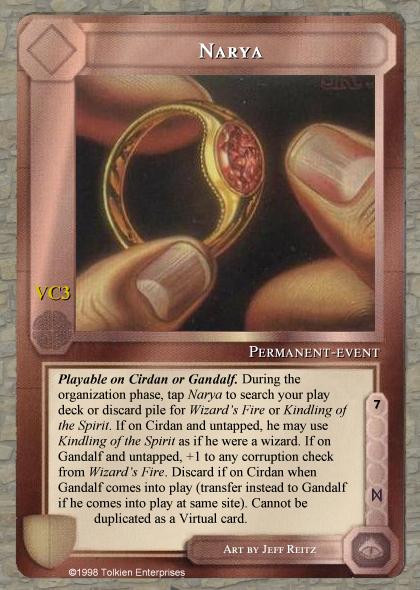 NARYA
VC3
PERMANENT-EVENT
Playable on Cirdan or Gandalf. During the
organization phase, tap Narya to search your play
deck or discard pile for Wizard's Fire or Kindling of
the Spirit. If on Cirdan and untapped, he may use
Kindling of the Spirit as if he were a wizard. If on
Gandalf and untapped, +1 to any corruption check
from Wizard's Fire. Discard if on Cirdan when
Gandalf comes into play (transfer instead to Gandalf
if he comes into play at same site). Cannot be
duplicated as a Virtual card.
7
ART BY JEFF REITZ
©1998 Tolkien Enterprises